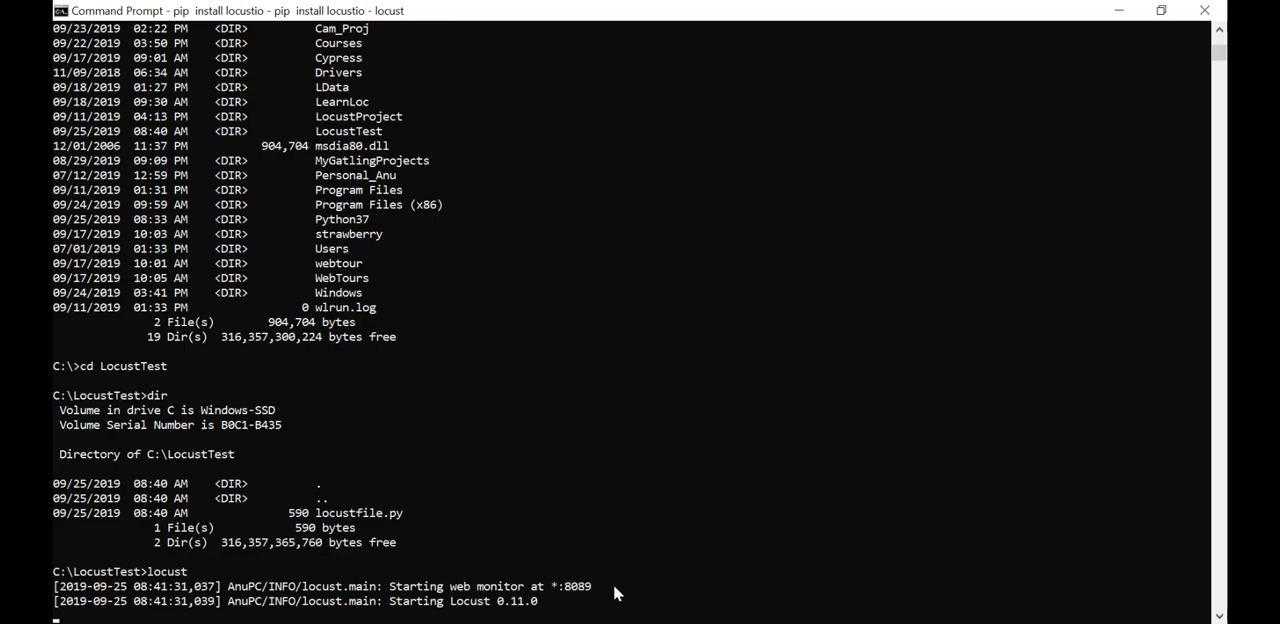 Command Prompt - pip  install locustio - pip  install locustio - locust
09/23/2019  02:22 PM    <DIR>          Cam_Proj
09/22/2019  03:50 PM    <DIR>          Courses
09/17/2019  09:01 AM    <DIR>          Cypress
11/09/2018  06:34 AM    <DIR>          Drivers
09/18/2019  01:27 PM    <DIR>          LData
09/18/2019  09:30 AM    <DIR>          LearnLoc
09/11/2019  04:13 PM    <DIR>          LocustProject
09/25/2019  08:40 AM    <DIR>          LocustTest
12/01/2006  11:37 PM           904,704 msdia80.dll
08/29/2019  09:09 PM    <DIR>          MyGatlingProjects
07/12/2019  12:59 PM    <DIR>          Personal_Anu
09/11/2019  01:31 PM    <DIR>          Program Files
09/24/2019  09:59 AM    <DIR>          Program Files (x86)
09/25/2019  08:33 AM    <DIR>          Python37
09/17/2019  10:03 AM    <DIR>          strawberry
07/01/2019  01:33 PM    <DIR>          Users
09/17/2019  10:01 AM    <DIR>          webtour
09/17/2019  10:05 AM    <DIR>          WebTours
09/24/2019  03:41 PM    <DIR>          Windows
09/11/2019  01:33 PM                 0 wlrun.log
2 File(s)        904,704 bytes
19 Dir(s)  316,357,300,224 bytes free
C:\>cd LocustTest
C:\LocustTest>dir
Volume in drive C is Windows-SSD
Volume Serial Number is B0C1-B435
Directory of C:\LocustTest
09/25/2019  08:40 AM    <DIR>          .
09/25/2019  08:40 AM    <DIR>          ..
09/25/2019  08:40 AM               590 locustfile.py
1 File(s)            590 bytes
2 Dir(s)  316,357,365,760 bytes free
C:\LocustTest>locust
[2019-09-25 08:41:31,037] AnuPC/INFO/locust.main: Starting web monitor at *:8089
[2019-09-25 08:41:31,039] AnuPC/INFO/locust.main: Starting Locust 0.11.0